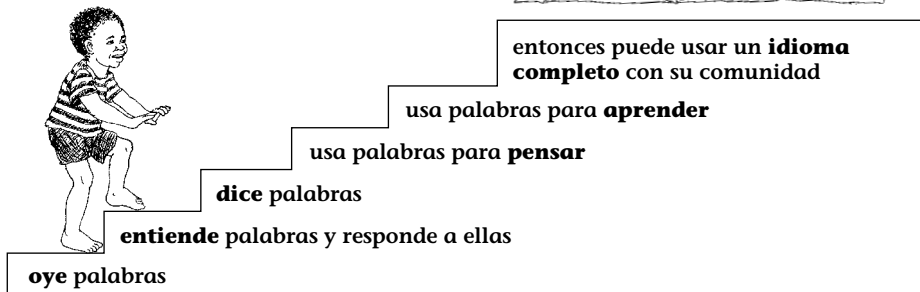 entonces puede usar un idioma
completo con su comunidad
usa palabras para aprender
usa palabras para pensar
dice palabras
entiende palabras y responde a ellas
oye palabras